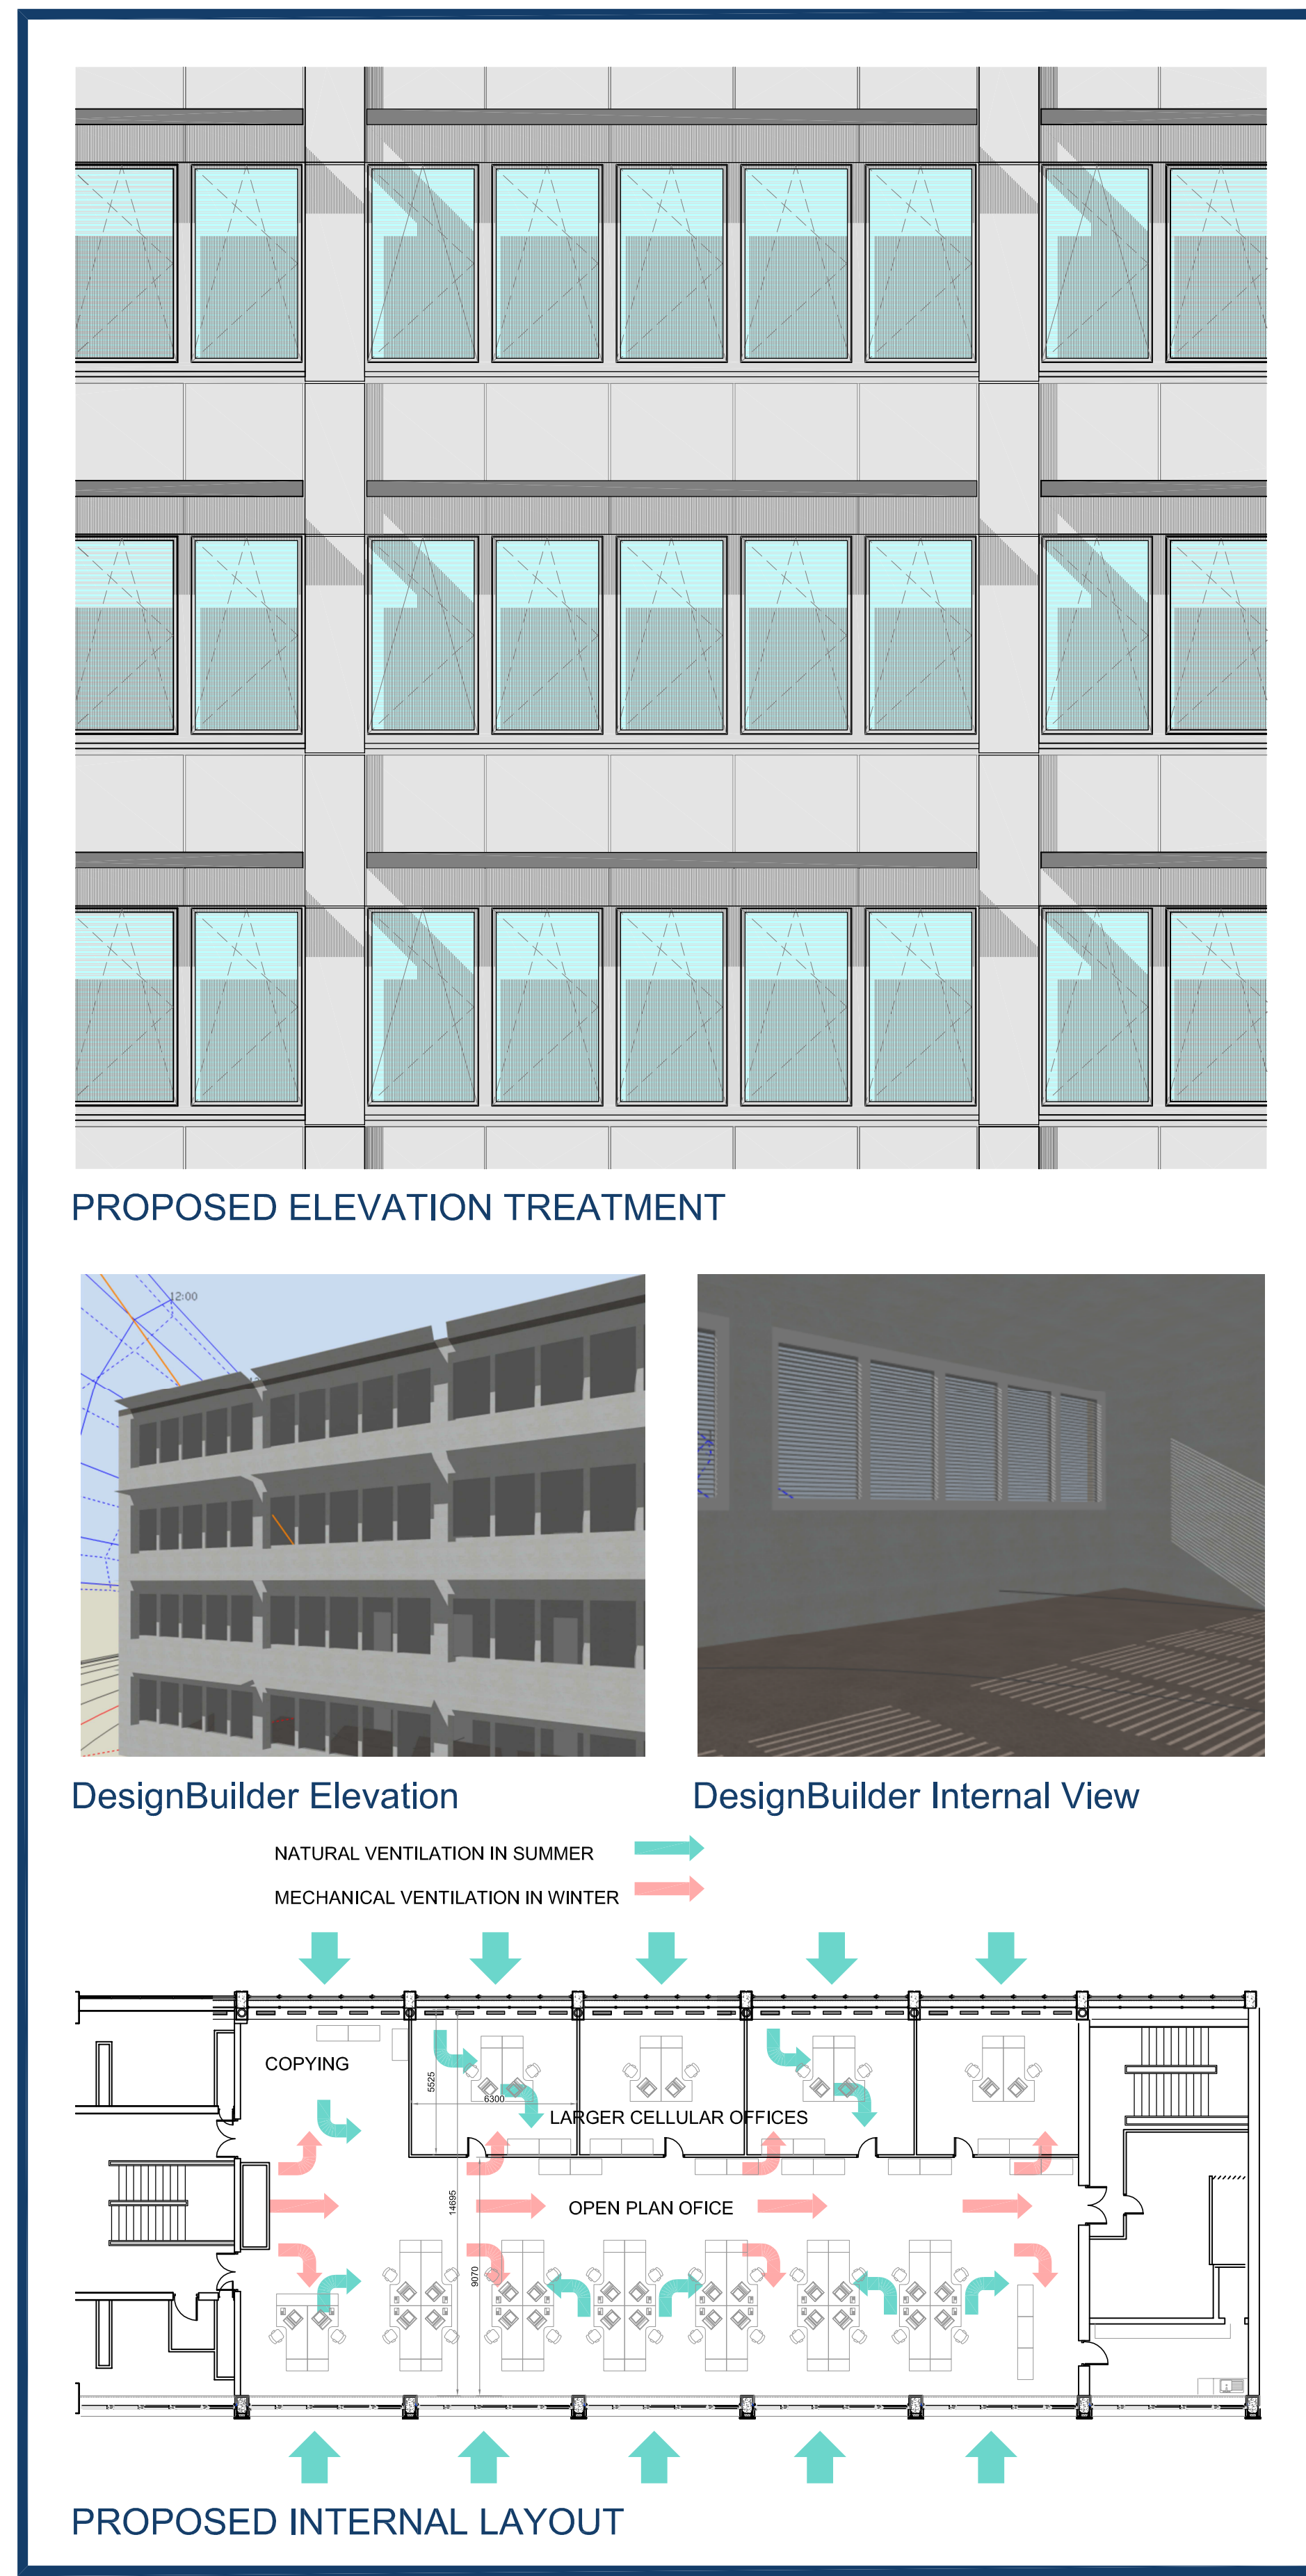 PROPOSED ELEVATION TREATMENT
12:00
DesignBuilder Elevation
DesignBuilder Internal View
NATURAL VENTILATION IN SUMMER
MECHANICAL VENTILATION IN WINTER
COPYING
5525
6300
LARGER CELLULAR OFFICES
14695
OPEN PLAN OFICE
9070
PROPOSED INTERNAL LAYOUT